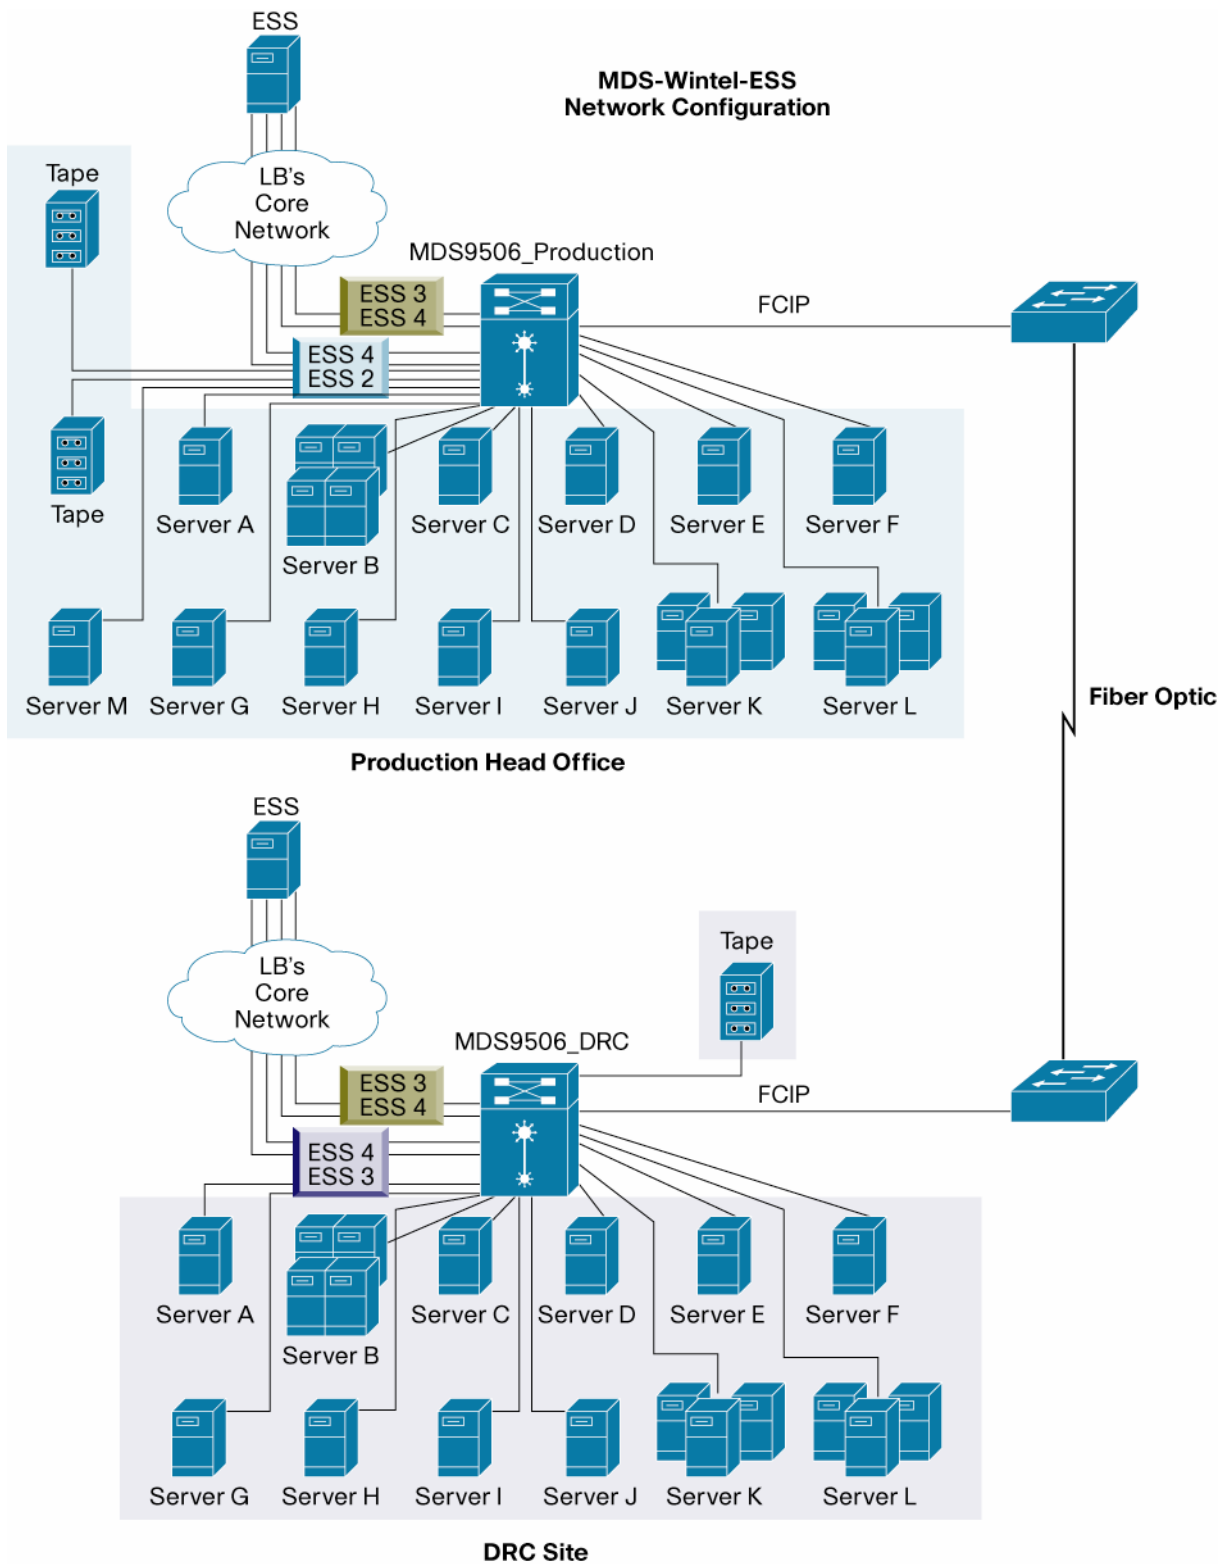 ESS
MDS-Wintel-ESS
Network Configuration
Tape
LB's
Core
Network
MDS9506_Production
ESS 3
ESS 4
FCIP
ESS 4
ESS 2
Tape
Server A
Server B
Server C
Server D
Server E
Server F
Server M
Server G
Server H
Server I
Server J
Server K
Server L
Fiber Optic
Production Head Office
ESS
Tape
LB's
Core
Network
MDS9506_DRC
ESS 3
ESS 4
FCIP
ESS 4
ESS 3
Server A
Server B
Server C
Server D
Server E
Server F
Server G
Server H
Server I
Server J
Server K
Server L
DRC Site